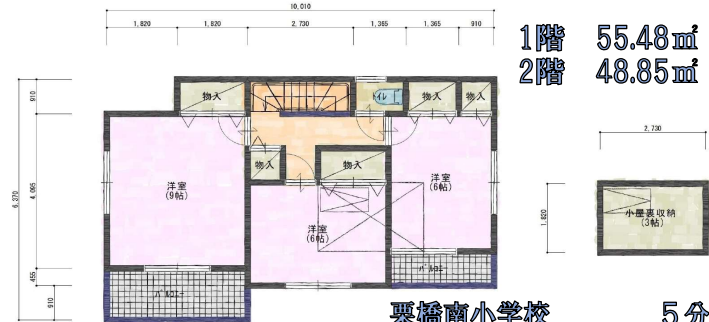 10,010
1,820 1,820 2,730 1,365 1,365 910
1階 55.48㎡
2階 48.85㎡
6,370
910
4,095
455
910
物入
トイレ
物入
物入
物入
物入
洋室
(9帖)
洋室
(6帖)
洋室
(6帖)
バルコニー
バルコニー
2,730
1,820
小屋裏収納
(3帖)
栗橋南小学校 5分